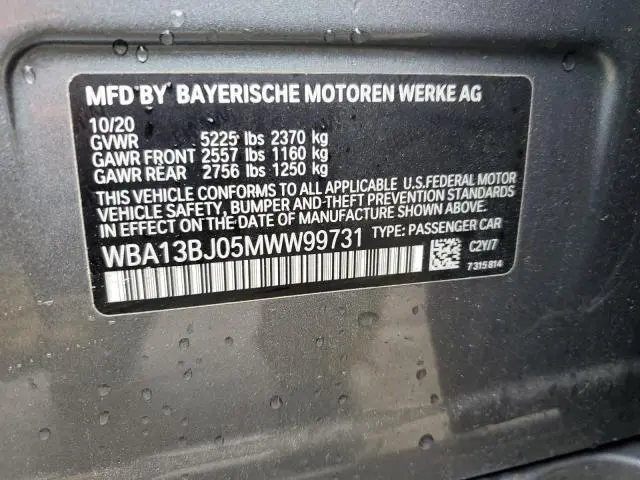 MFD BY BAYERISCHE MOTOREN WERKE AG
10/20
GVWR 5225 lbs 2370 kg
GAWR FRONT 2557 lbs 1160 kg
GAWR REAR 2756 lbs 1250 kg
THIS VEHICLE CONFORMS TO ALL APPLICABLE U.S.FEDERAL MOTOR
VEHICLE SAFETY, BUMPER AND THEFT PREVENTION STANDARDS
IN EFFECT ON THE DATE OF MANUFACTURE SHOWN ABOVE.
WBA13BJ05MWW99731 TYPE: PASSENGER CAR
C2Y/7
7315814